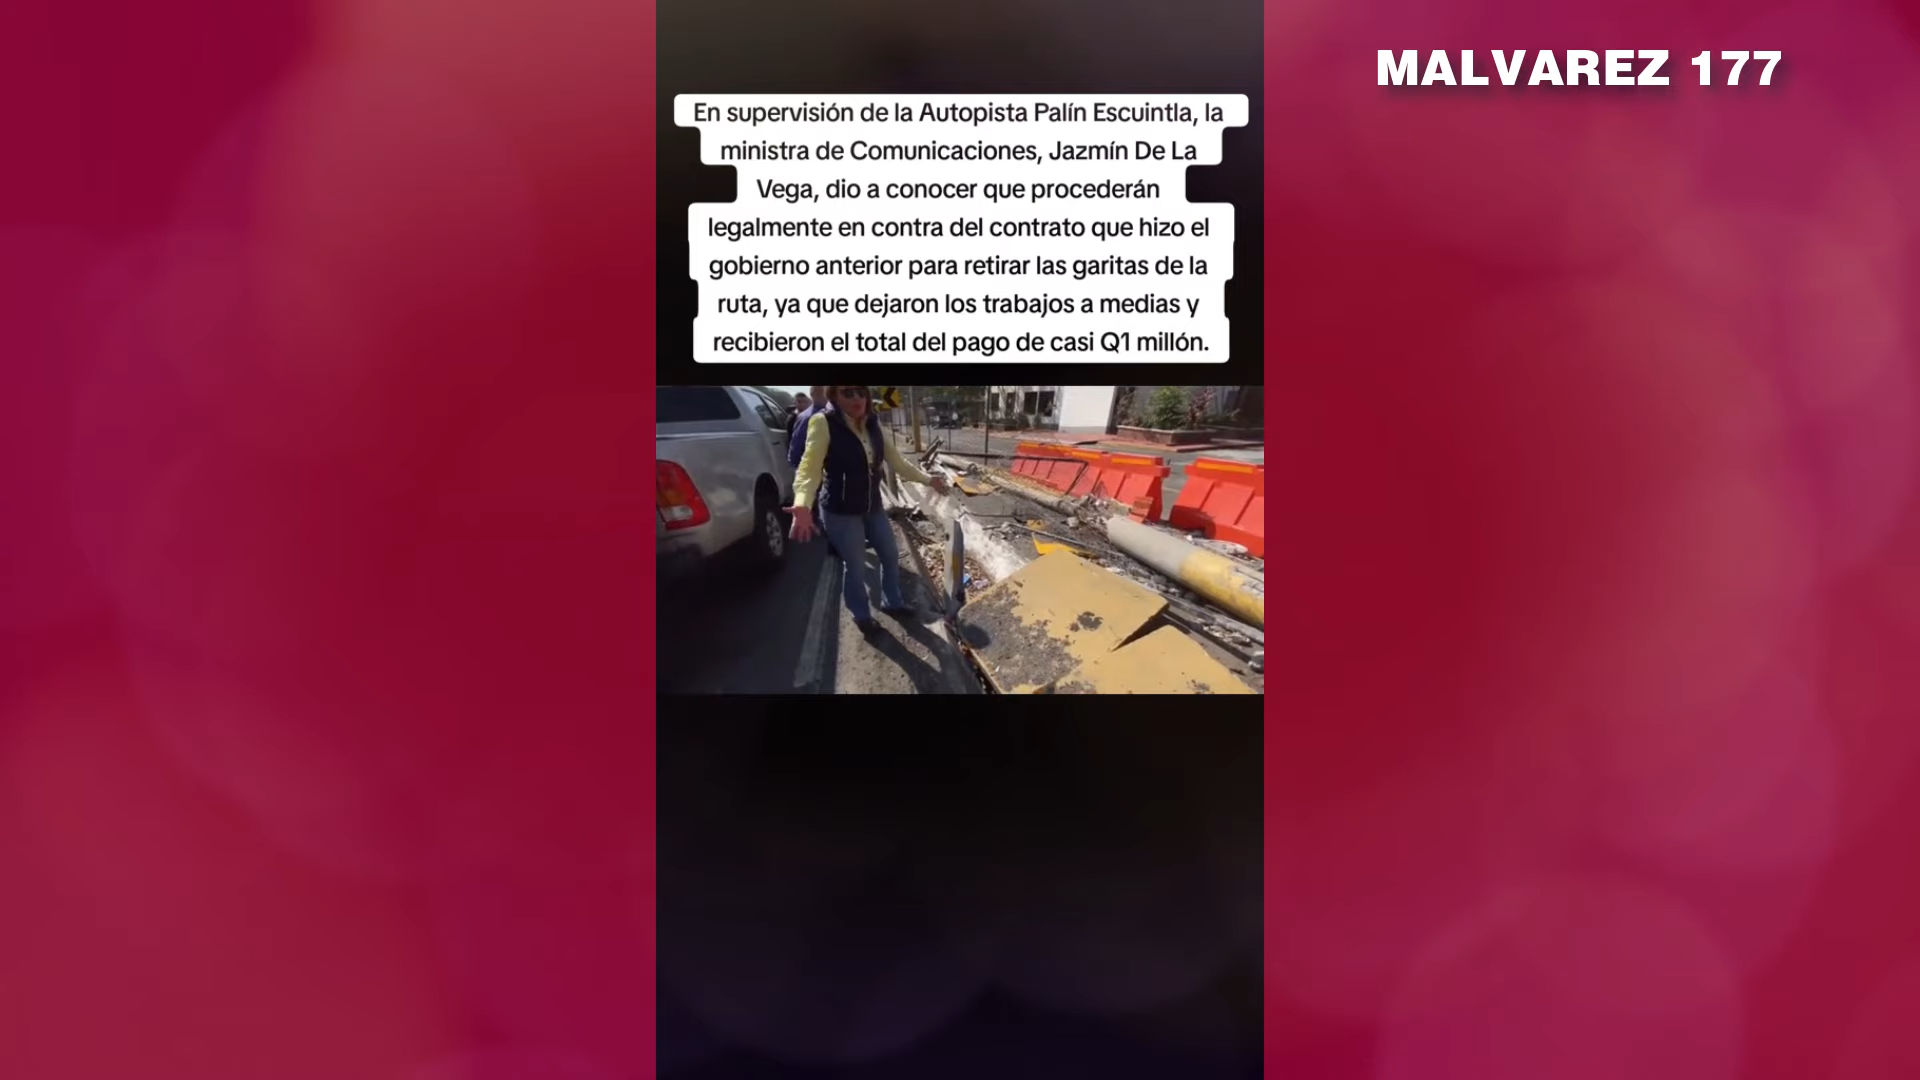 MALVAREZ 177
En supervisión de la Autopista Palín Escuintla, la
ministra de Comunicaciones, Jazmín De La
Vega, dio a conocer que procederán
legalmente en contra del contrato que hizo el
gobierno anterior para retirar las garitas de la
ruta, ya que dejaron los trabajos a medias y
recibieron el total del pago de casi Q1 millón.